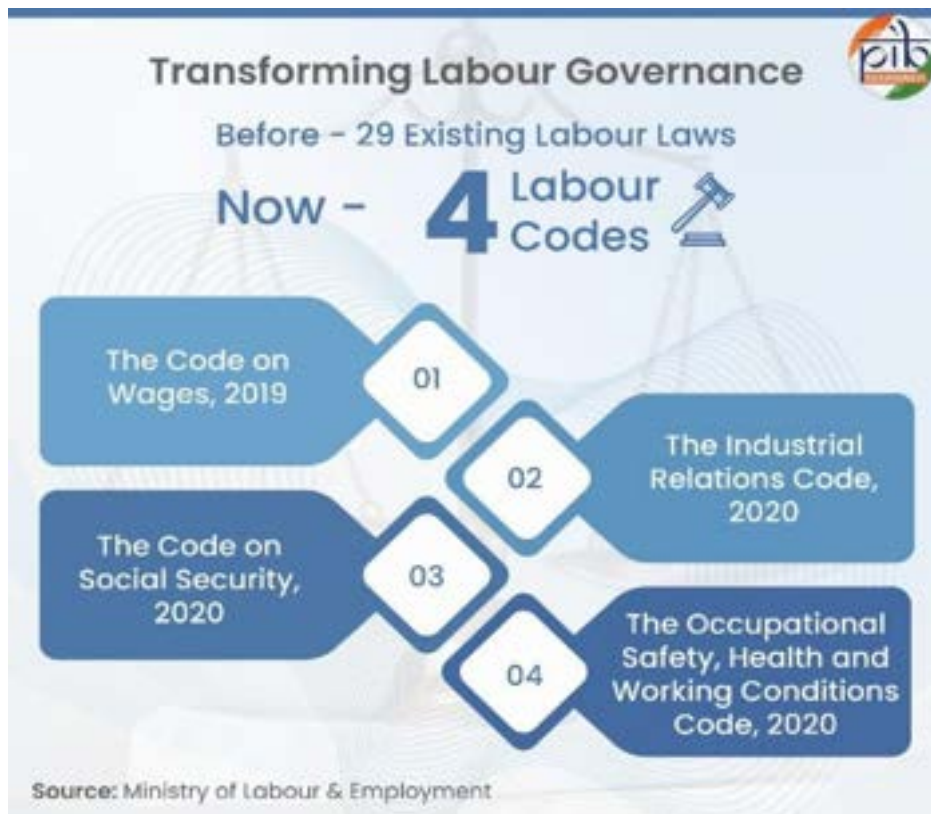 pib
Transforming Labour Governance
Before - 29 Existing Labour Laws
Now - 4 Labour
Codes
01
The Code on
Wages, 2019
02
The Industrial
Relations Code,
2020
03
The Code on
Social Security,
2020
04
The Occupational
Safety, Health and
Working Conditions
Code, 2020
Source: Ministry of Labour & Employment